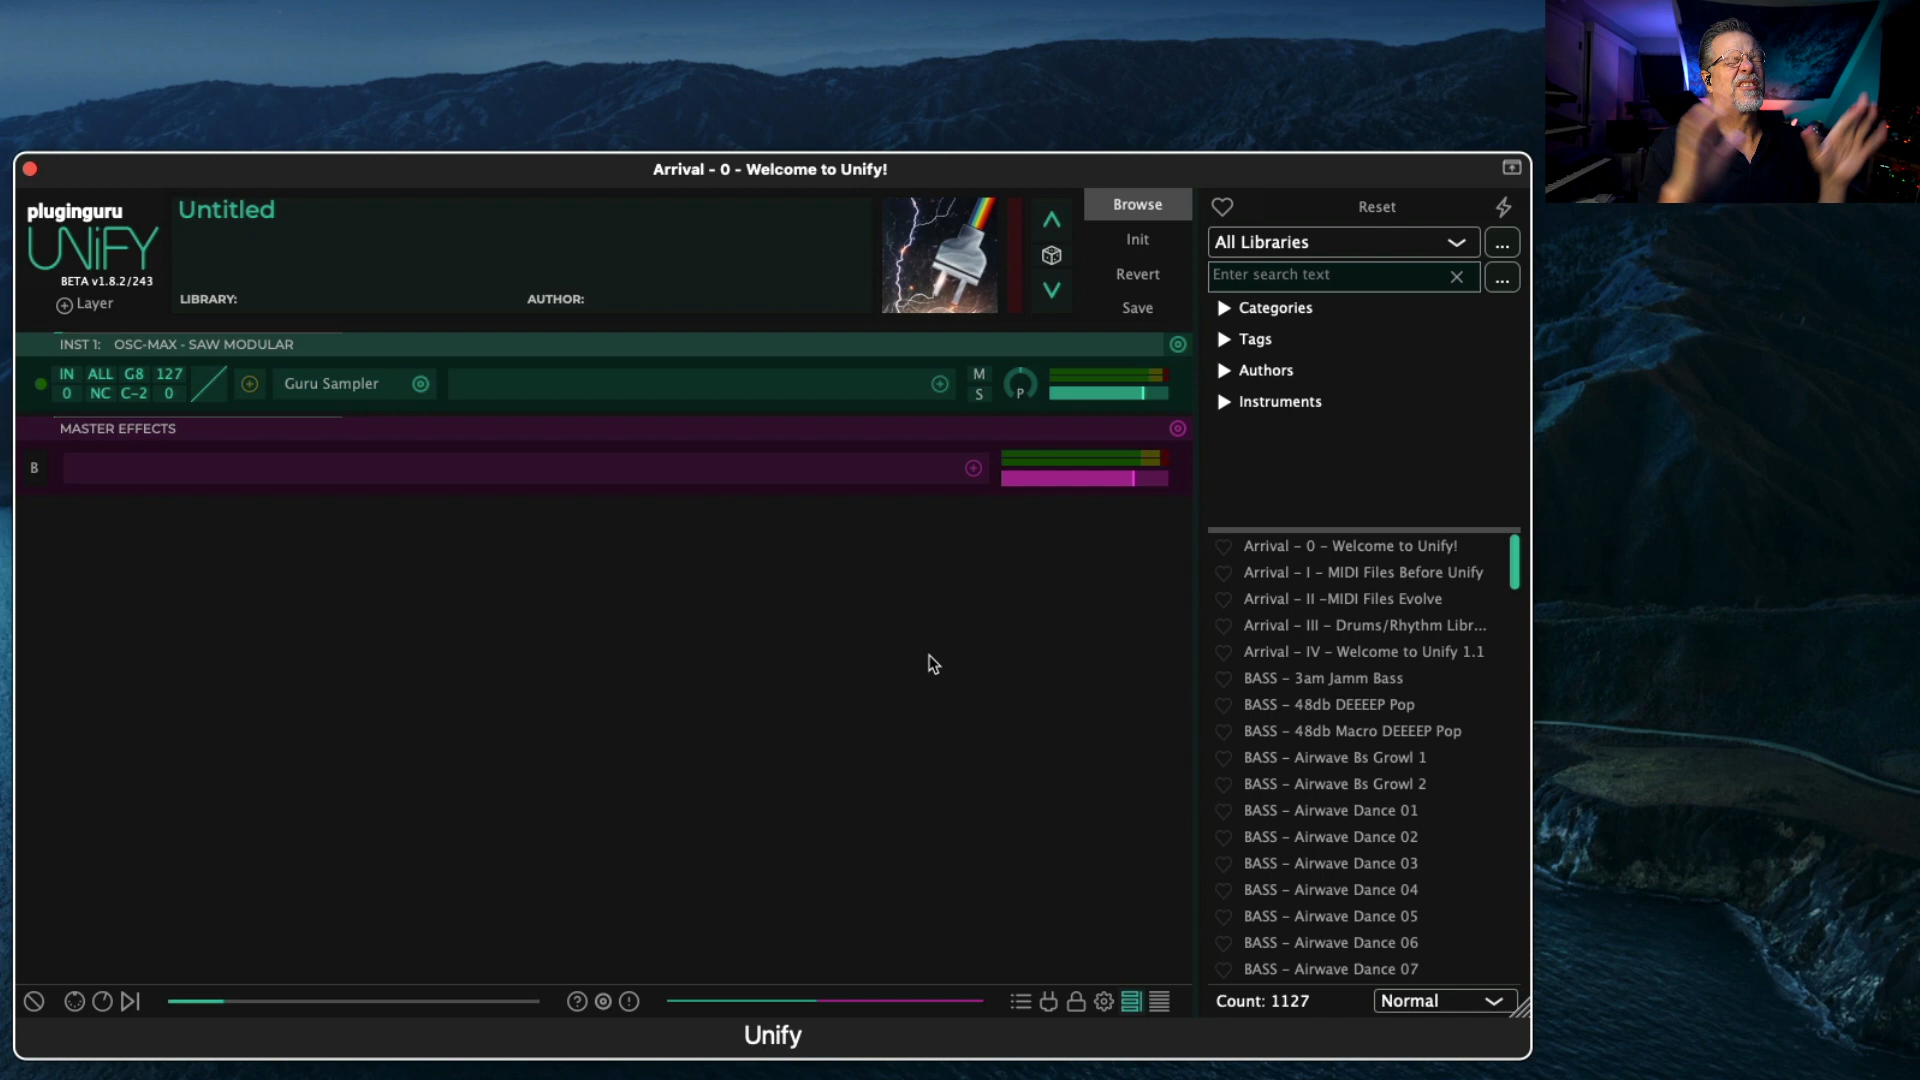 Arrival - 0 - Welcome to Unify!
pluginguru
UNiFY
BETA v1.8.2/243
Layer
Untitled
LIBRARY:
AUTHOR:
Browse
Init
Revert
Save
Reset
All Libraries
...
Enter search text
...
Categories
Tags
Authors
Instruments
INST 1: OSC-MAX - SAW MODULAR
IN ALL G8 127
0 NC C-2 0
Guru Sampler
M
S
P
MASTER EFFECTS
B
Arrival - 0 - Welcome to Unify!
Arrival - I - MIDI Files Before Unify
Arrival - II -MIDI Files Evolve
Arrival - III - Drums/Rhythm Libr...
Arrival - IV - Welcome to Unify 1.1
BASS - 3am Jamm Bass
BASS - 48db DEEEEP Pop
BASS - 48db Macro DEEEEP Pop
BASS - Airwave Bs Growl 1
BASS - Airwave Bs Growl 2
BASS - Airwave Dance 01
BASS - Airwave Dance 02
BASS - Airwave Dance 03
BASS - Airwave Dance 04
BASS - Airwave Dance 05
BASS - Airwave Dance 06
BASS - Airwave Dance 07
Count: 1127
Normal
Unify